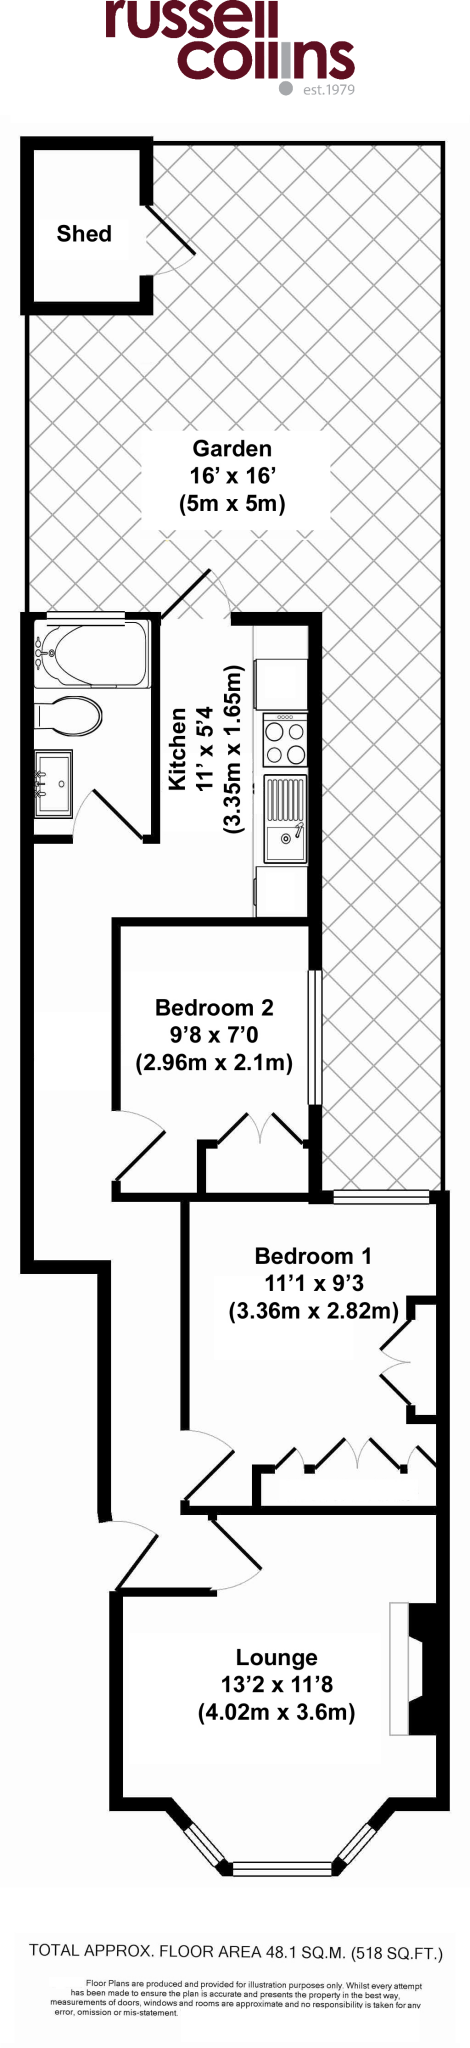 russell
collins
est.1979
Shed
Garden
16’ x 16’
(5m x 5m)
Kitchen
11’ x 5’4
(3.35m x 1.65m)
Bedroom 2
9’8 x 7’0
(2.96m x 2.1m)
Bedroom 1
11’1 x 9’3
(3.36m x 2.82m)
Lounge
13’2 x 11’8
(4.02m x 3.6m)
TOTAL APPROX. FLOOR AREA 48.1 SQ.M. (518 SQ.FT.)
Floor Plans are produced and provided for illustration purposes only. Whilst every attempt
has been made to ensure the plan is accurate and presents the property in the best way,
measurements of doors, windows and rooms are approximate and no responsibility is taken for any
error, omission or mis-statement.